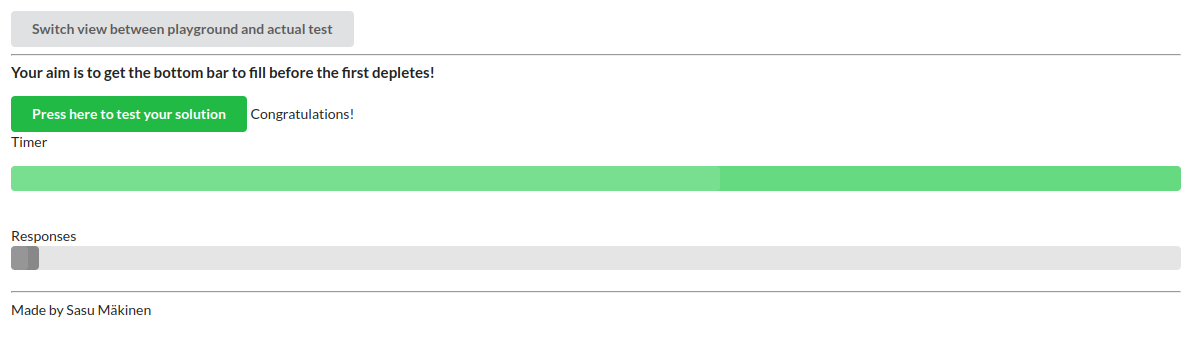 Switch view between playground and actual test
Your aim is to get the bottom bar to fill before the first depletes!
Press here to test your solution Congratulations!
Timer
Responses
Made by Sasu Mäkinen